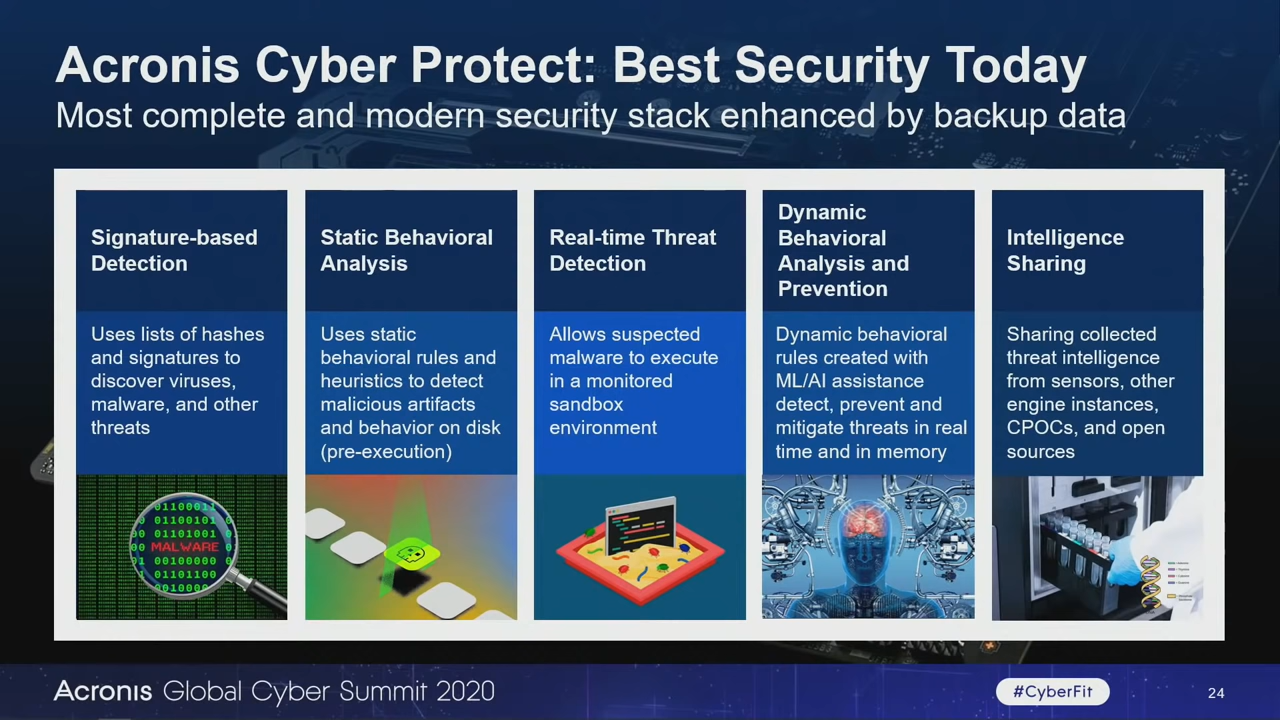 Acronis Cyber Protect: Best Security Today
Most complete and modern security stack enhanced by backup data
Signature-based
Detection
Uses lists of hashes
and signatures to
discover viruses,
malware, and other
threats
Static Behavioral
Analysis
Uses static
behavioral rules and
heuristics to detect
malicious artifacts
and behavior on disk
(pre-execution)
Real-time Threat
Detection
Allows suspected
malware to execute
in a monitored
sandbox
environment
Dynamic
Behavioral
Analysis and
Prevention
Dynamic behavioral
rules created with
ML/AI assistance
detect, prevent and
mitigate threats in real
time and in memory
Intelligence
Sharing
Sharing collected
threat intelligence
from sensors, other
engine instances,
CPOCs, and open
sources
01100011
01100101
01101001
MALWARE
00100000
01101100
Acronis Global Cyber Summit 2020
#CyberFit
24